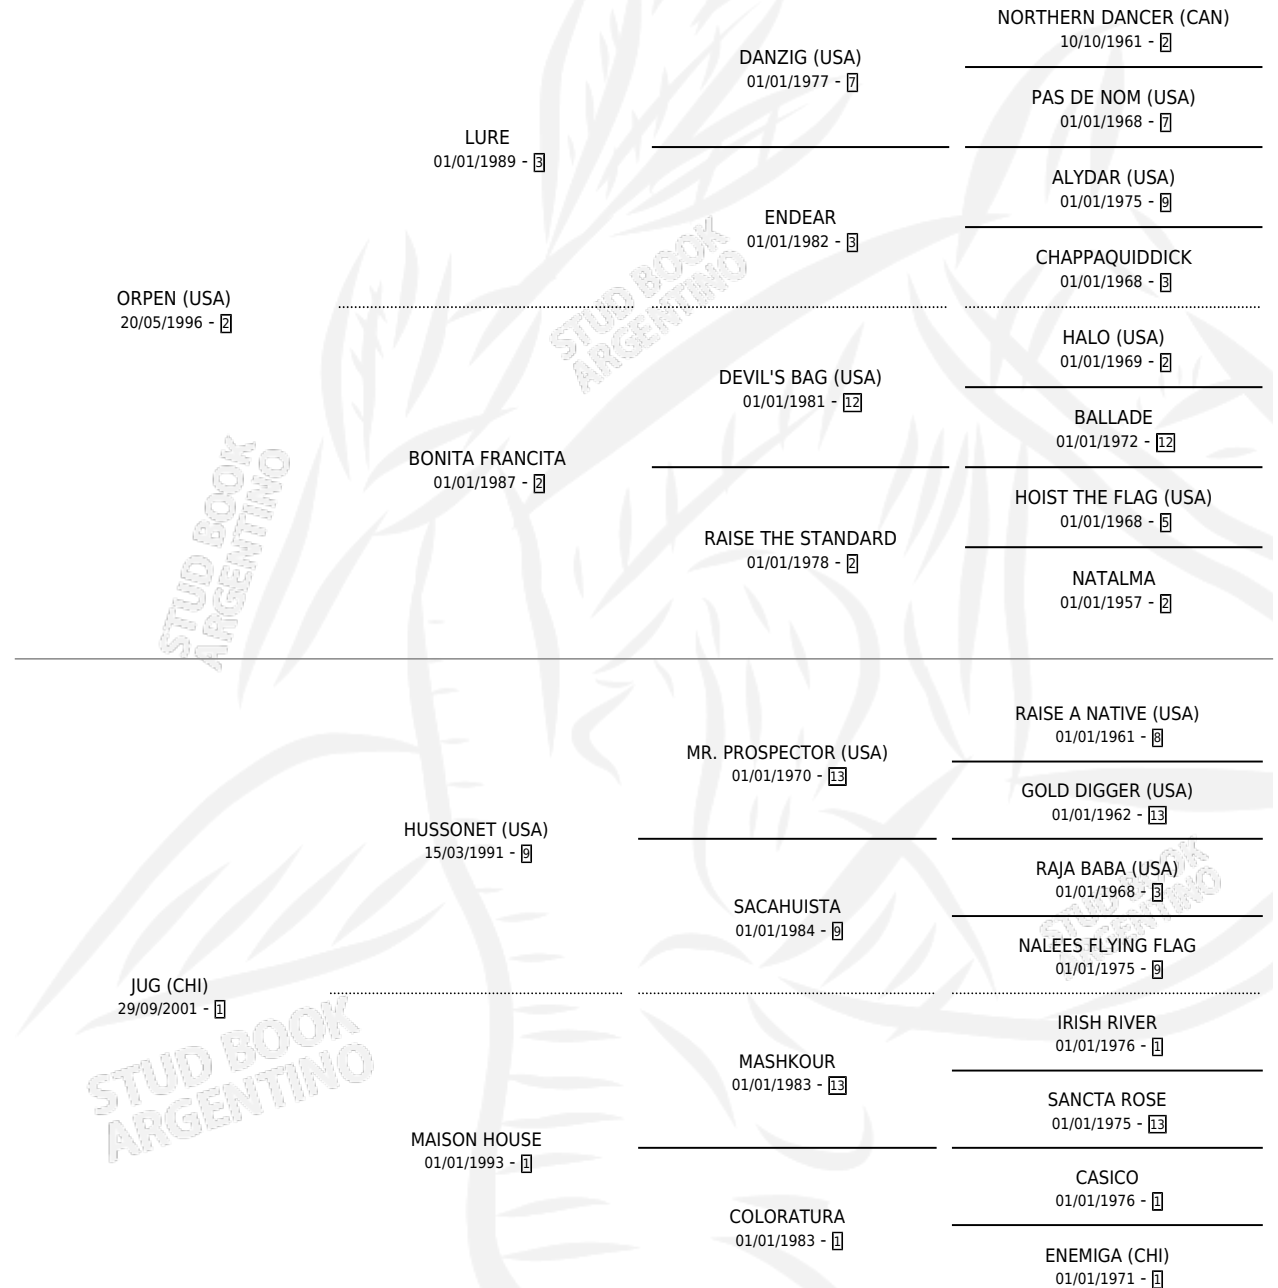 NORTHERN DANCER (CAN)
10/10/1961 - 2
DANZIG (USA)
01/01/1977 - 7
PAS DE NOM (USA)
01/01/1968 - 7
LURE
01/01/1989 - 3
ALYDAR (USA)
01/01/1975 - 9
ENDEAR
01/01/1982 - 3
CHAPPAQUIDDICK
01/01/1968 - 3
ORPEN (USA)
20/05/1996 - 2
STUD BOOK
ARGENTINO
HALO (USA)
01/01/1969 - 2
DEVIL'S BAG (USA)
01/01/1981 - 12
BALLADE
01/01/1972 - 12
BONITA FRANCITA
01/01/1987 - 2
HOIST THE FLAG (USA)
01/01/1968 - 5
RAISE THE STANDARD
01/01/1978 - 2
NATALMA
01/01/1957 - 2
STUD BOOK
ARGENTINO
RAISE A NATIVE (USA)
01/01/1961 - 8
MR. PROSPECTOR (USA)
01/01/1970 - 13
GOLD DIGGER (USA)
01/01/1962 - 13
HUSSONET (USA)
15/03/1991 - 9
RAJA BABA (USA)
01/01/1968 - 3
SACAHUISTA
01/01/1984 - 9
STUD BOOK
ARGENTINO
NALEES FLYING FLAG
01/01/1975 - 9
JUG (CHI)
29/09/2001 - 1
IRISH RIVER
01/01/1976 - 1
MASHKOUR
01/01/1983 - 13
SANCTA ROSE
01/01/1975 - 13
STUD BOOK
ARGENTINO
MAISON HOUSE
01/01/1993 - 1
CASICO
01/01/1976 - 1
COLORATURA
01/01/1983 - 1
ENEMIGA (CHI)
01/01/1971 - 1